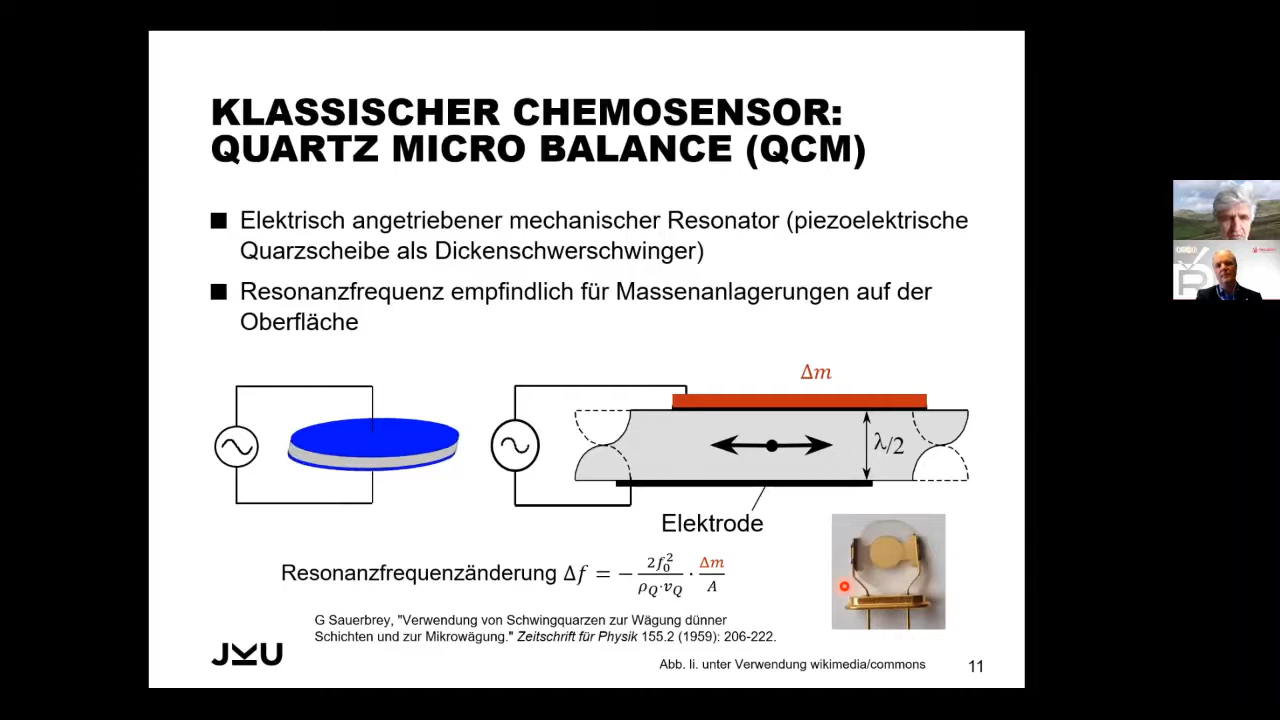 KLASSISCHER CHEMOSENSOR:
QUARTZ MICRO BALANCE (QCM)
■ Elektrisch angetriebener mechanischer Resonator (piezoelektrische
Quarzscheibe als Dickenschwerschwinger)
■ Resonanzfrequenz empfindlich für Massenanlagerungen auf der
Oberfläche
Δm
λ/2
Elektrode
Resonanzfrequenzänderung Δf = − 2f₀² / ρ_Q·v_Q · Δm / A
G Sauerbrey, "Verwendung von Schwingquarzen zur Wägung dünner
Schichten und zur Mikrowägung." Zeitschrift für Physik 155.2 (1959): 206-222.
JKU
Abb. li. unter Verwendung wikimedia/commons
11